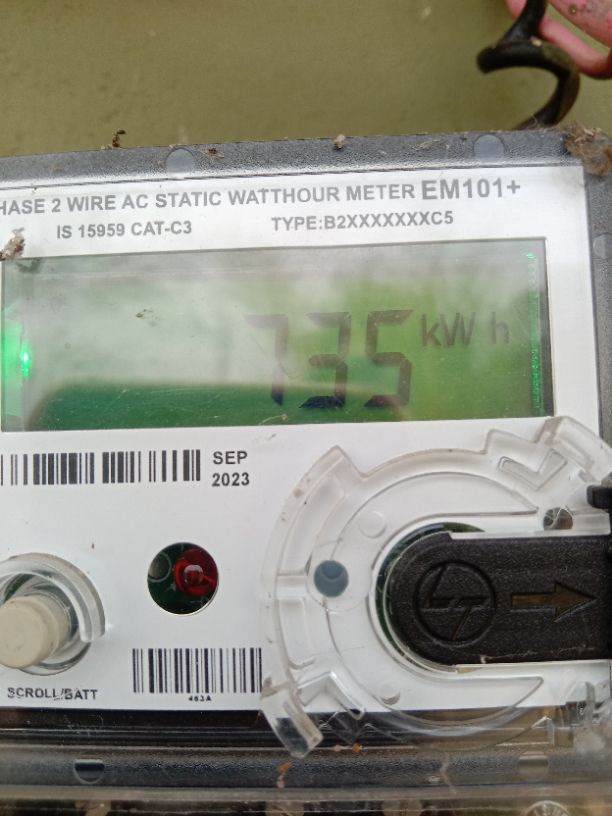 HASE 2 WIRE AC STATIC WATTHOUR METER EM101+
IS 15959 CAT-C3 TYPE:B2XXXXXXXC5
735 kW h
SEP
2023
SCROLL/BATT
463A